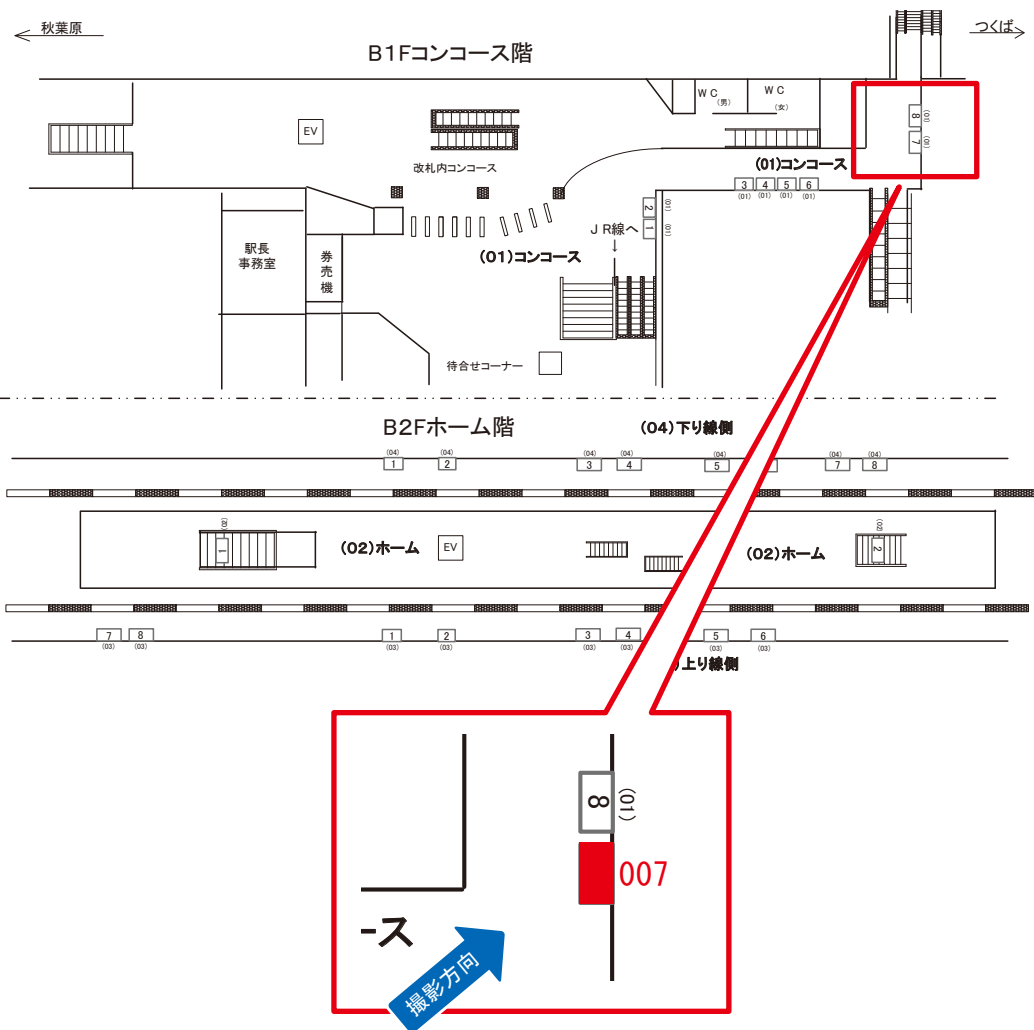 秋葉原
つくば
B1Fコンコース階
WC
(男)
WC
(女)
8
(01)
7
(01)
EV
改札内コンコース
(01)コンコース
3 4 5 6
(01) (01) (01) (01)
2
(01)
1
(01)
JR線へ
↓
(01)コンコース
駅長
事務室
券売機
待合せコーナー
B2Fホーム階
(04)下り線側
(04) (04) (04) (04) (04) (04) (04)
1 2 3 4 5 7 8
(02)
1
(02)ホーム
EV
(02)ホーム
(02)
2
7 8 1 2 3 4 5 6
(03) (03) (03) (03) (03) (03) (03) (03)
)上り線側
8
(01)
007
ース
撮影方向